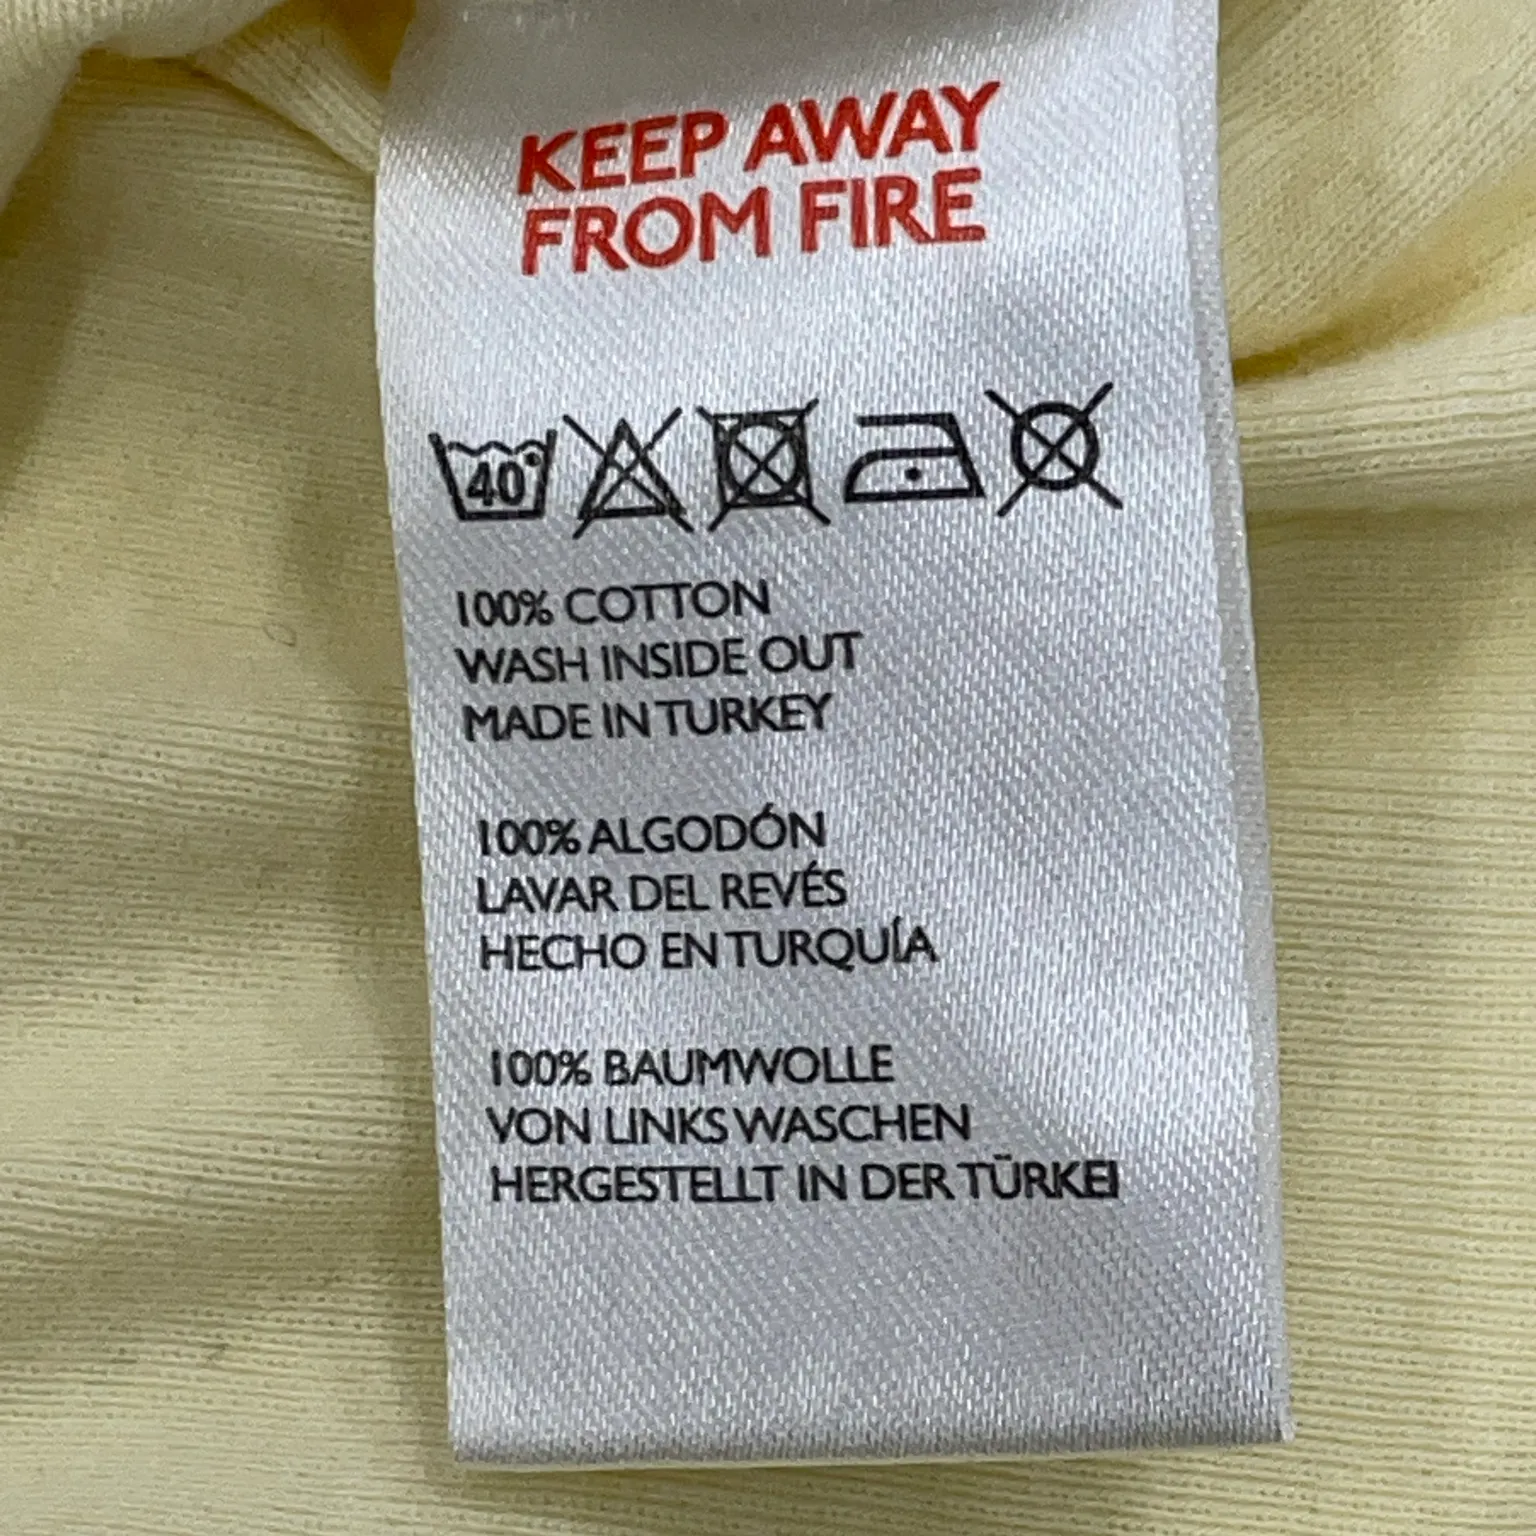 KEEP AWAY
FROM FIRE
40°
100% COTTON
WASH INSIDE OUT
MADE IN TURKEY
100% ALGODÓN
LAVAR DEL REVÉS
HECHO EN TURQUÍA
100% BAUMWOLLE
VON LINKS WASCHEN
HERGESTELLT IN DER TÜRKEI